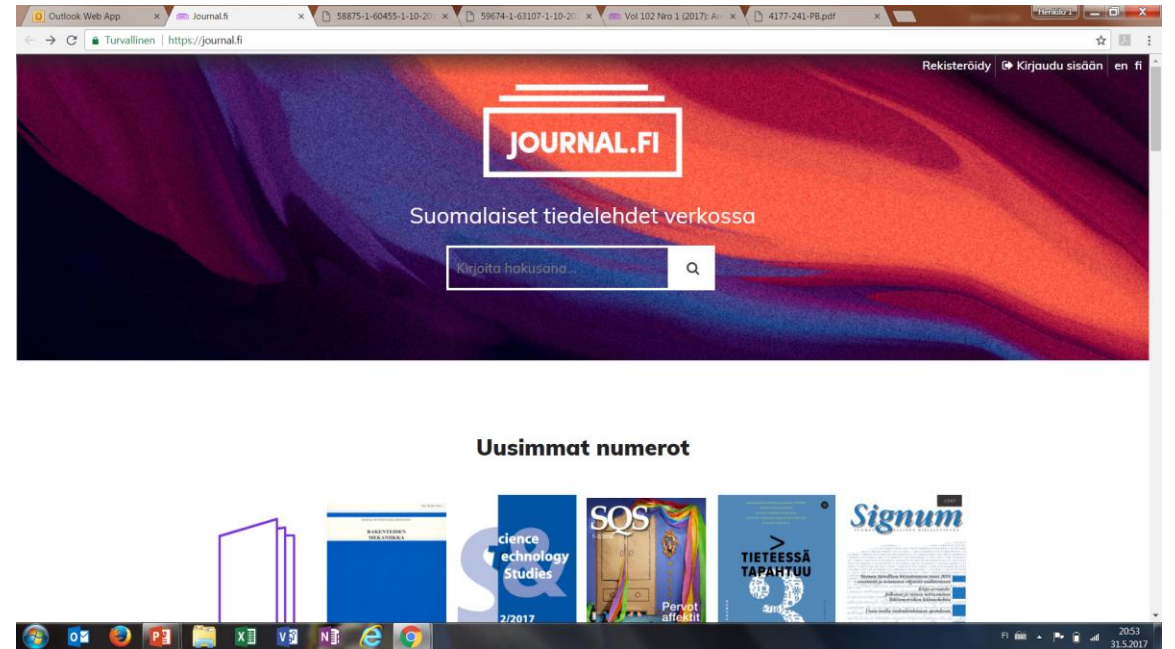 Outlook Web App
Journal.fi
58875-1-60455-1-10-20
59674-1-63107-1-10-20
Vol 102 Nro 1 (2017): Ar
4177-241-PB.pdf
Henkilö 1
Turvallinen
https://journal.fi
Rekisteröidy
Kirjaudu sisään
en fi
JOURNAL.FI
Suomalaiset tiedelehdet verkossa
Kirjoita hakusana...
Uusimmat numerot
RAKENTEIDEN
MEKANIIKKA
S&
cience
echnology
Studies
2/2017
SQS
Pervot
affektit
>
TIETEESSÄ
TAPAHTUU
3
Signum
FI
20:53
31.5.2017